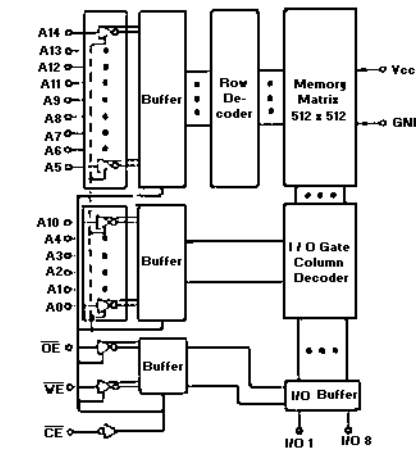 A14
A13
A12
A11
A9
A8
A7
A6
A5
Buffer
Row
De-
coder
Memory
Matrix
512 x 512
Vcc
GN
A10
A4
A3
A2
A1
A0
Buffer
I / O Gate
Column
Decoder
OE
WE
CE
Buffer
I/O Buffer
I/O 1
I/O 8